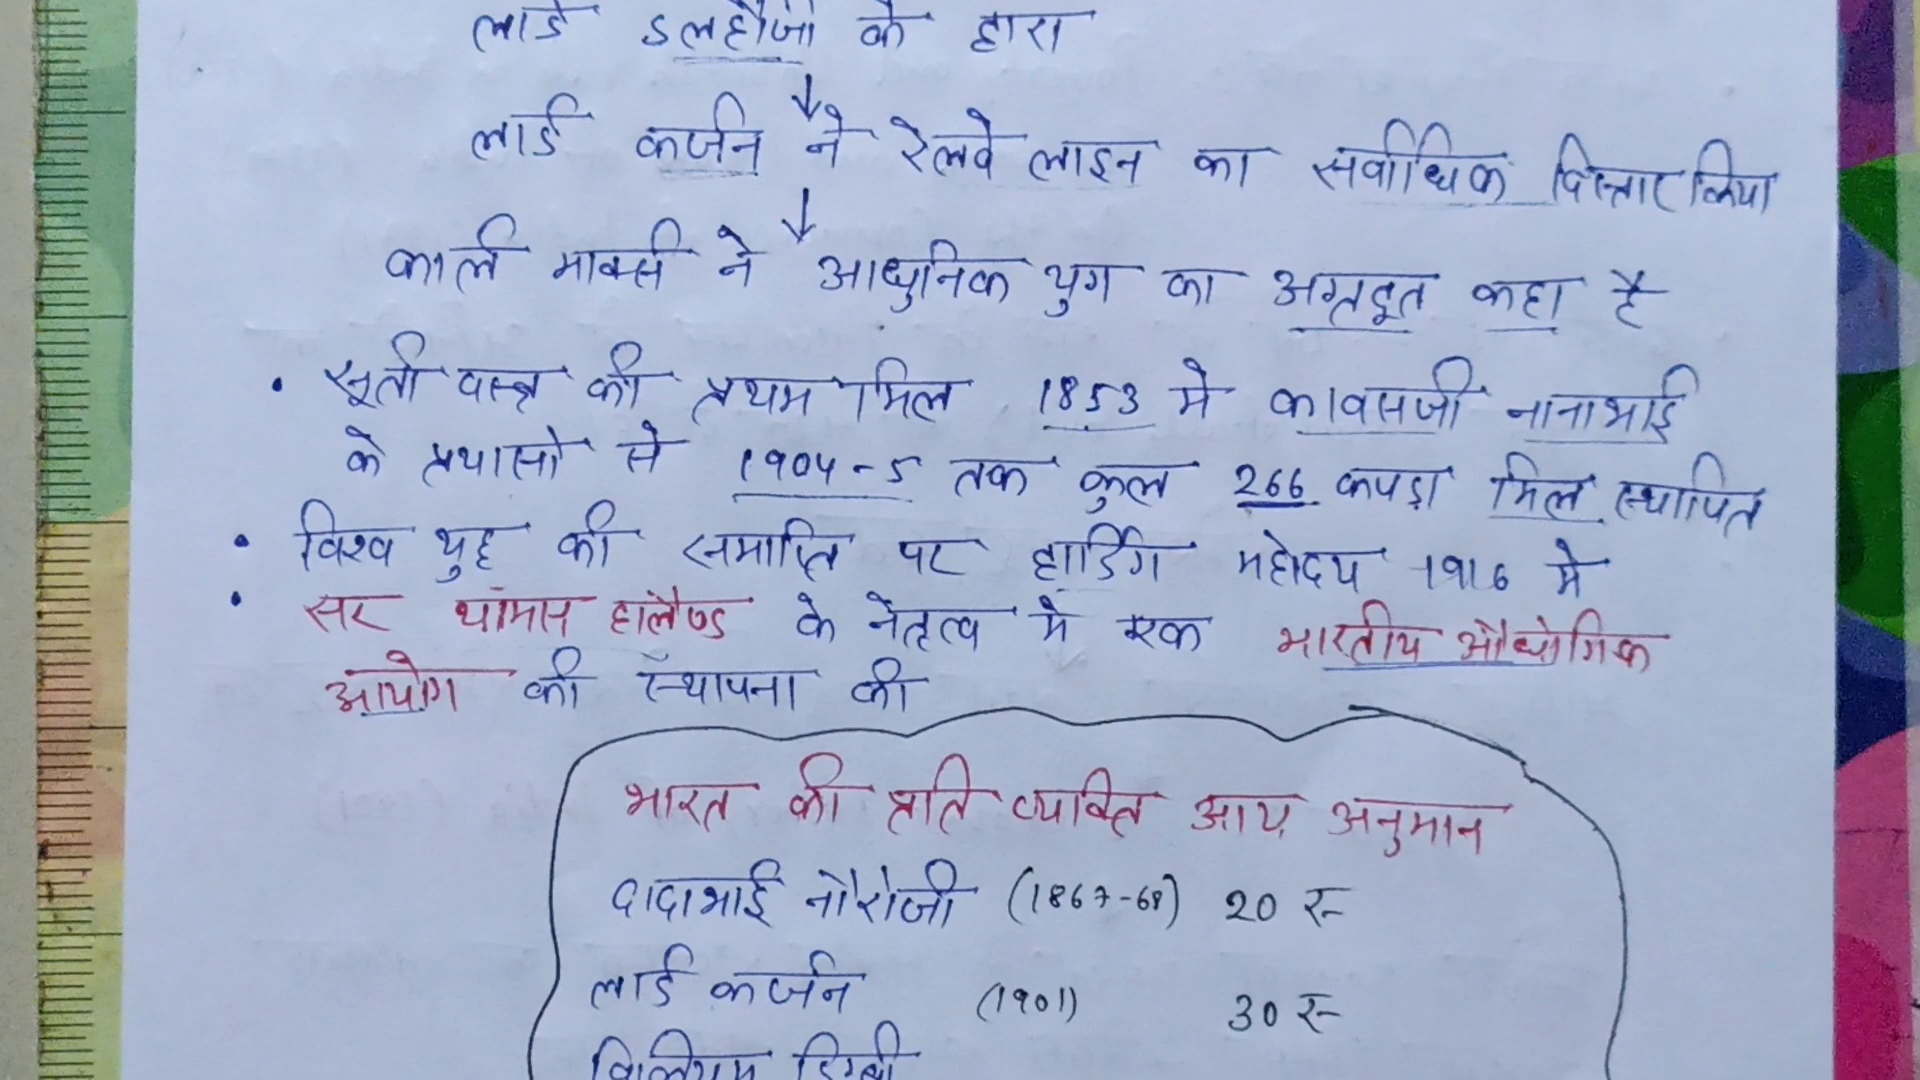 लार्ड डलहौजी के द्वारा
लार्ड कर्जन ने रेलवे लाइन का सर्वाधिक विस्तार किया
कार्ल मार्क्स ने आधुनिक युग का अग्रदूत कहा है
• सूती वस्त्र की प्रथम मिल 1853 मे कावसजी नानाभाई
के प्रयासो से 1904-5 तक कुल 266 कपड़ा मिल स्थापित
• विश्व युद्ध की समाप्ति पर हार्डिंग महोदय 1916 मे
• सर थॉमस हालैण्ड के नेतृत्व मे एक भारतीय औद्योगिक
आयोग की स्थापना की
भारत की प्रति व्यक्ति आय अनुमान
दादाभाई नौरोजी (1867-68) 20 रु
लार्ड कर्जन (1901) 30 रु
विलियम डिग्बी